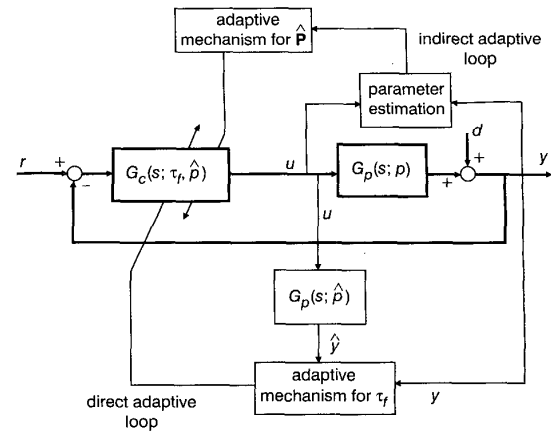 adaptive
mechanism for P̂
indirect adaptive
loop
parameter
estimation
d
r
+
−
G_c(s; τ_f, p̂)
u
G_p(s; p)
+
+
y
u
G_p(s; p̂)
ŷ
adaptive
mechanism for τ_f
y
direct adaptive
loop